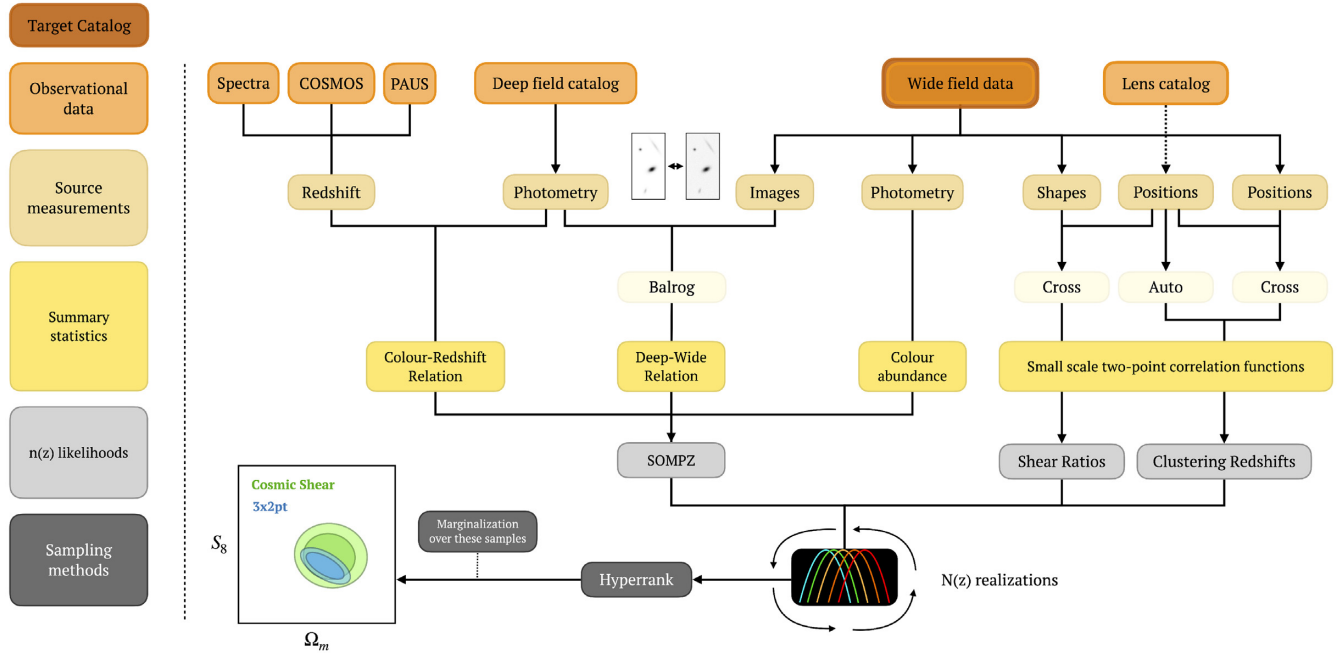 Target Catalog
Observational
data
Source
measurements
Summary
statistics
n(z) likelihoods
Sampling
methods
Spectra
COSMOS
PAUS
Deep field catalog
Wide field data
Lens catalog
Redshift
Photometry
Images
Photometry
Shapes
Positions
Positions
Balrog
Cross
Auto
Cross
Colour-Redshift
Relation
Deep-Wide
Relation
Colour
abundance
Small scale two-point correlation functions
SOMPZ
Shear Ratios
Clustering Redshifts
Cosmic Shear
3x2pt
S₈
Ωₘ
Marginalization
over these samples
Hyperrank
N(z) realizations